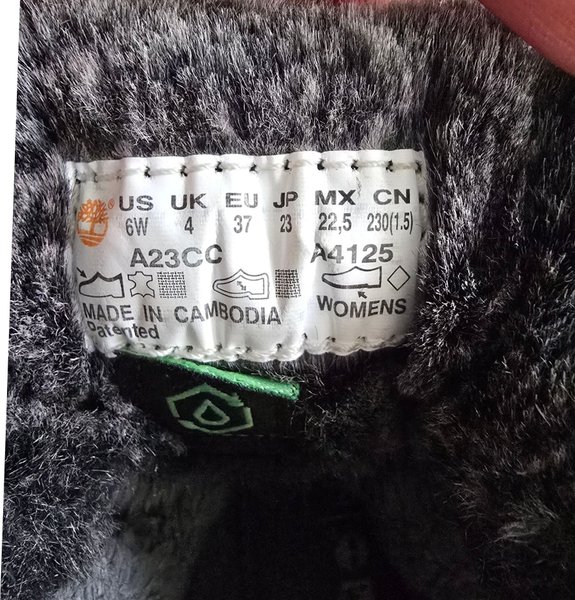 US UK EU JP MX CN
6W 4 37 23 22,5 230(1.5)
A23CC A4125
WOMENS
MADE IN CAMBODIA
Patented